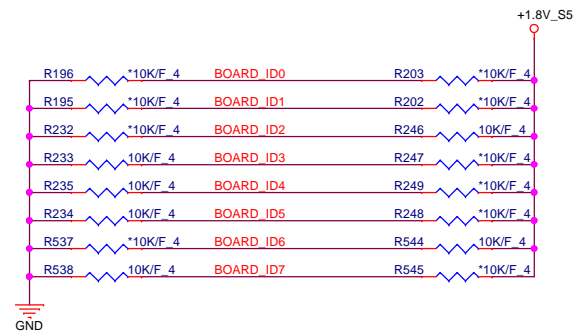 +1.8V_S5
R196 *10K/F_4 BOARD_ID0 R203 *10K/F_4
R195 *10K/F_4 BOARD_ID1 R202 *10K/F_4
R232 *10K/F_4 BOARD_ID2 R246 10K/F_4
R233 10K/F_4 BOARD_ID3 R247 *10K/F_4
R235 10K/F_4 BOARD_ID4 R249 *10K/F_4
R234 10K/F_4 BOARD_ID5 R248 *10K/F_4
R537 *10K/F_4 BOARD_ID6 R544 10K/F_4
R538 10K/F_4 BOARD_ID7 R545 *10K/F_4
GND